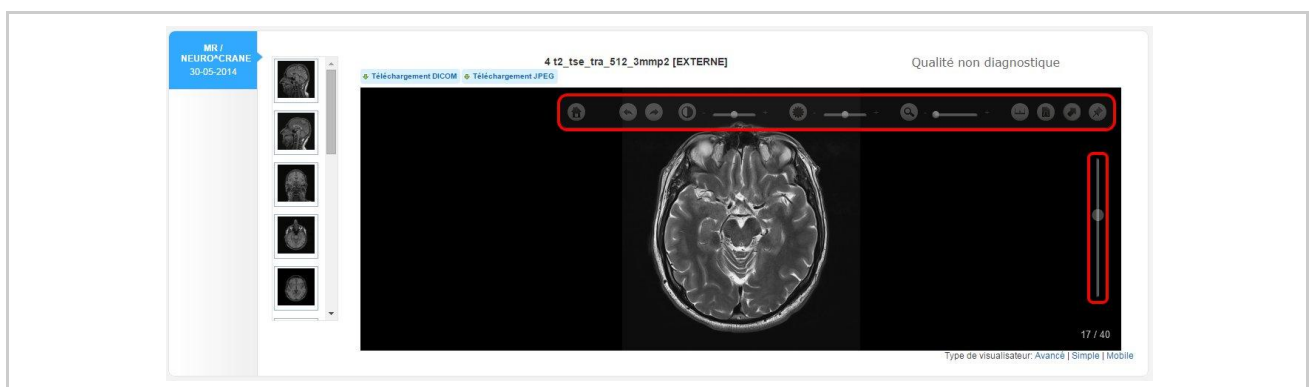 MR /
NEURO^CRANE
30-05-2014
4 t2_tse_tra_512_3mmp2 [EXTERNE]
Qualité non diagnostique
Téléchargement DICOM Téléchargement JPEG
17 / 40
Type de visualisateur: Avancé | Simple | Mobile